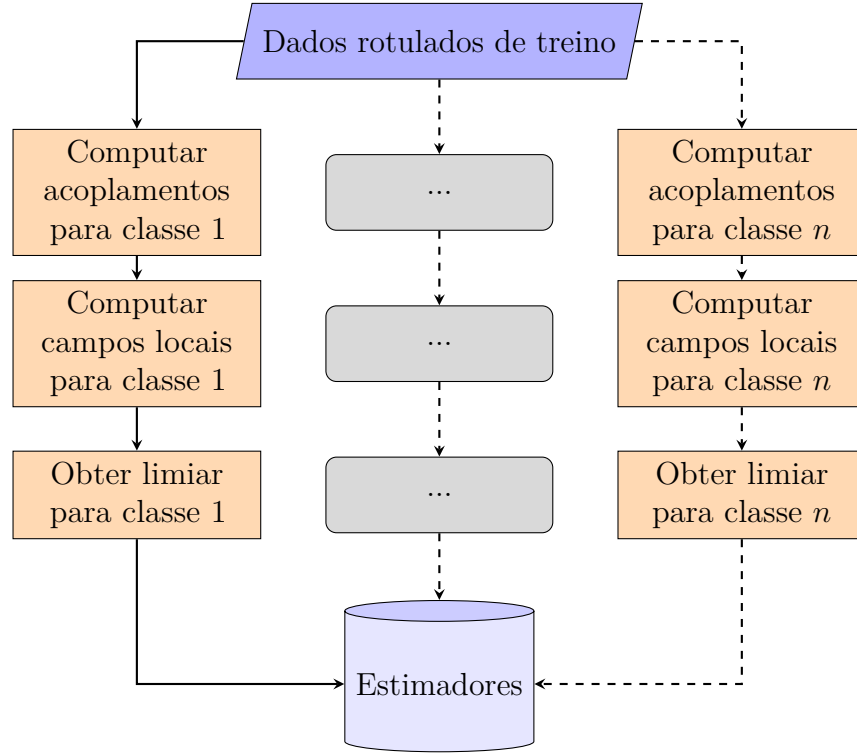 Dados rotulados de treino
Computar
acoplamentos
para classe 1
...
Computar
acoplamentos
para classe n
Computar
campos locais
para classe 1
...
Computar
campos locais
para classe n
Obter limiar
para classe 1
...
Obter limiar
para classe n
Estimadores